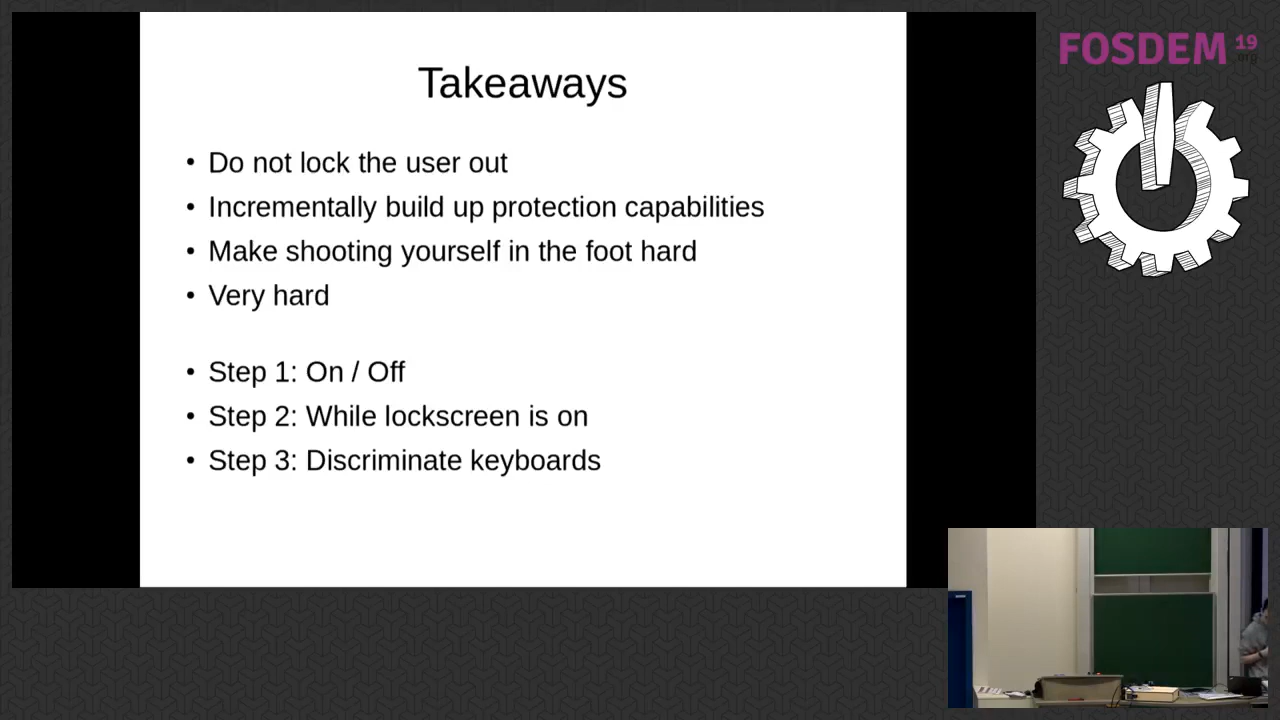 Takeaways
• Do not lock the user out
• Incrementally build up protection capabilities
• Make shooting yourself in the foot hard
• Very hard
• Step 1: On / Off
• Step 2: While lockscreen is on
• Step 3: Discriminate keyboards
FOSDEM 19
.org